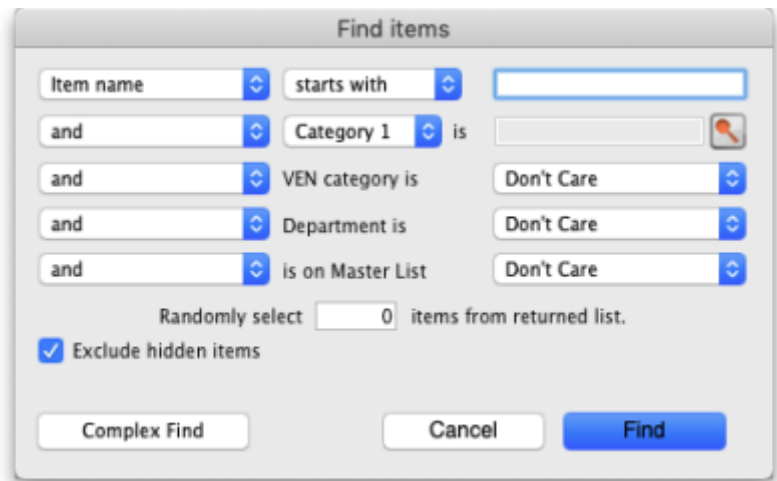 Find items
Item name starts with
and Category 1 is
and VEN category is Don't Care
and Department is Don't Care
and is on Master List Don't Care
Randomly select 0 items from returned list.
Exclude hidden items
Complex Find Cancel Find